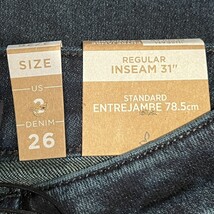 SIZE
US
2
DENIM
26
REGULAR
INSEAM 31"
STANDARD
ENTREJAMBE 78.5cm